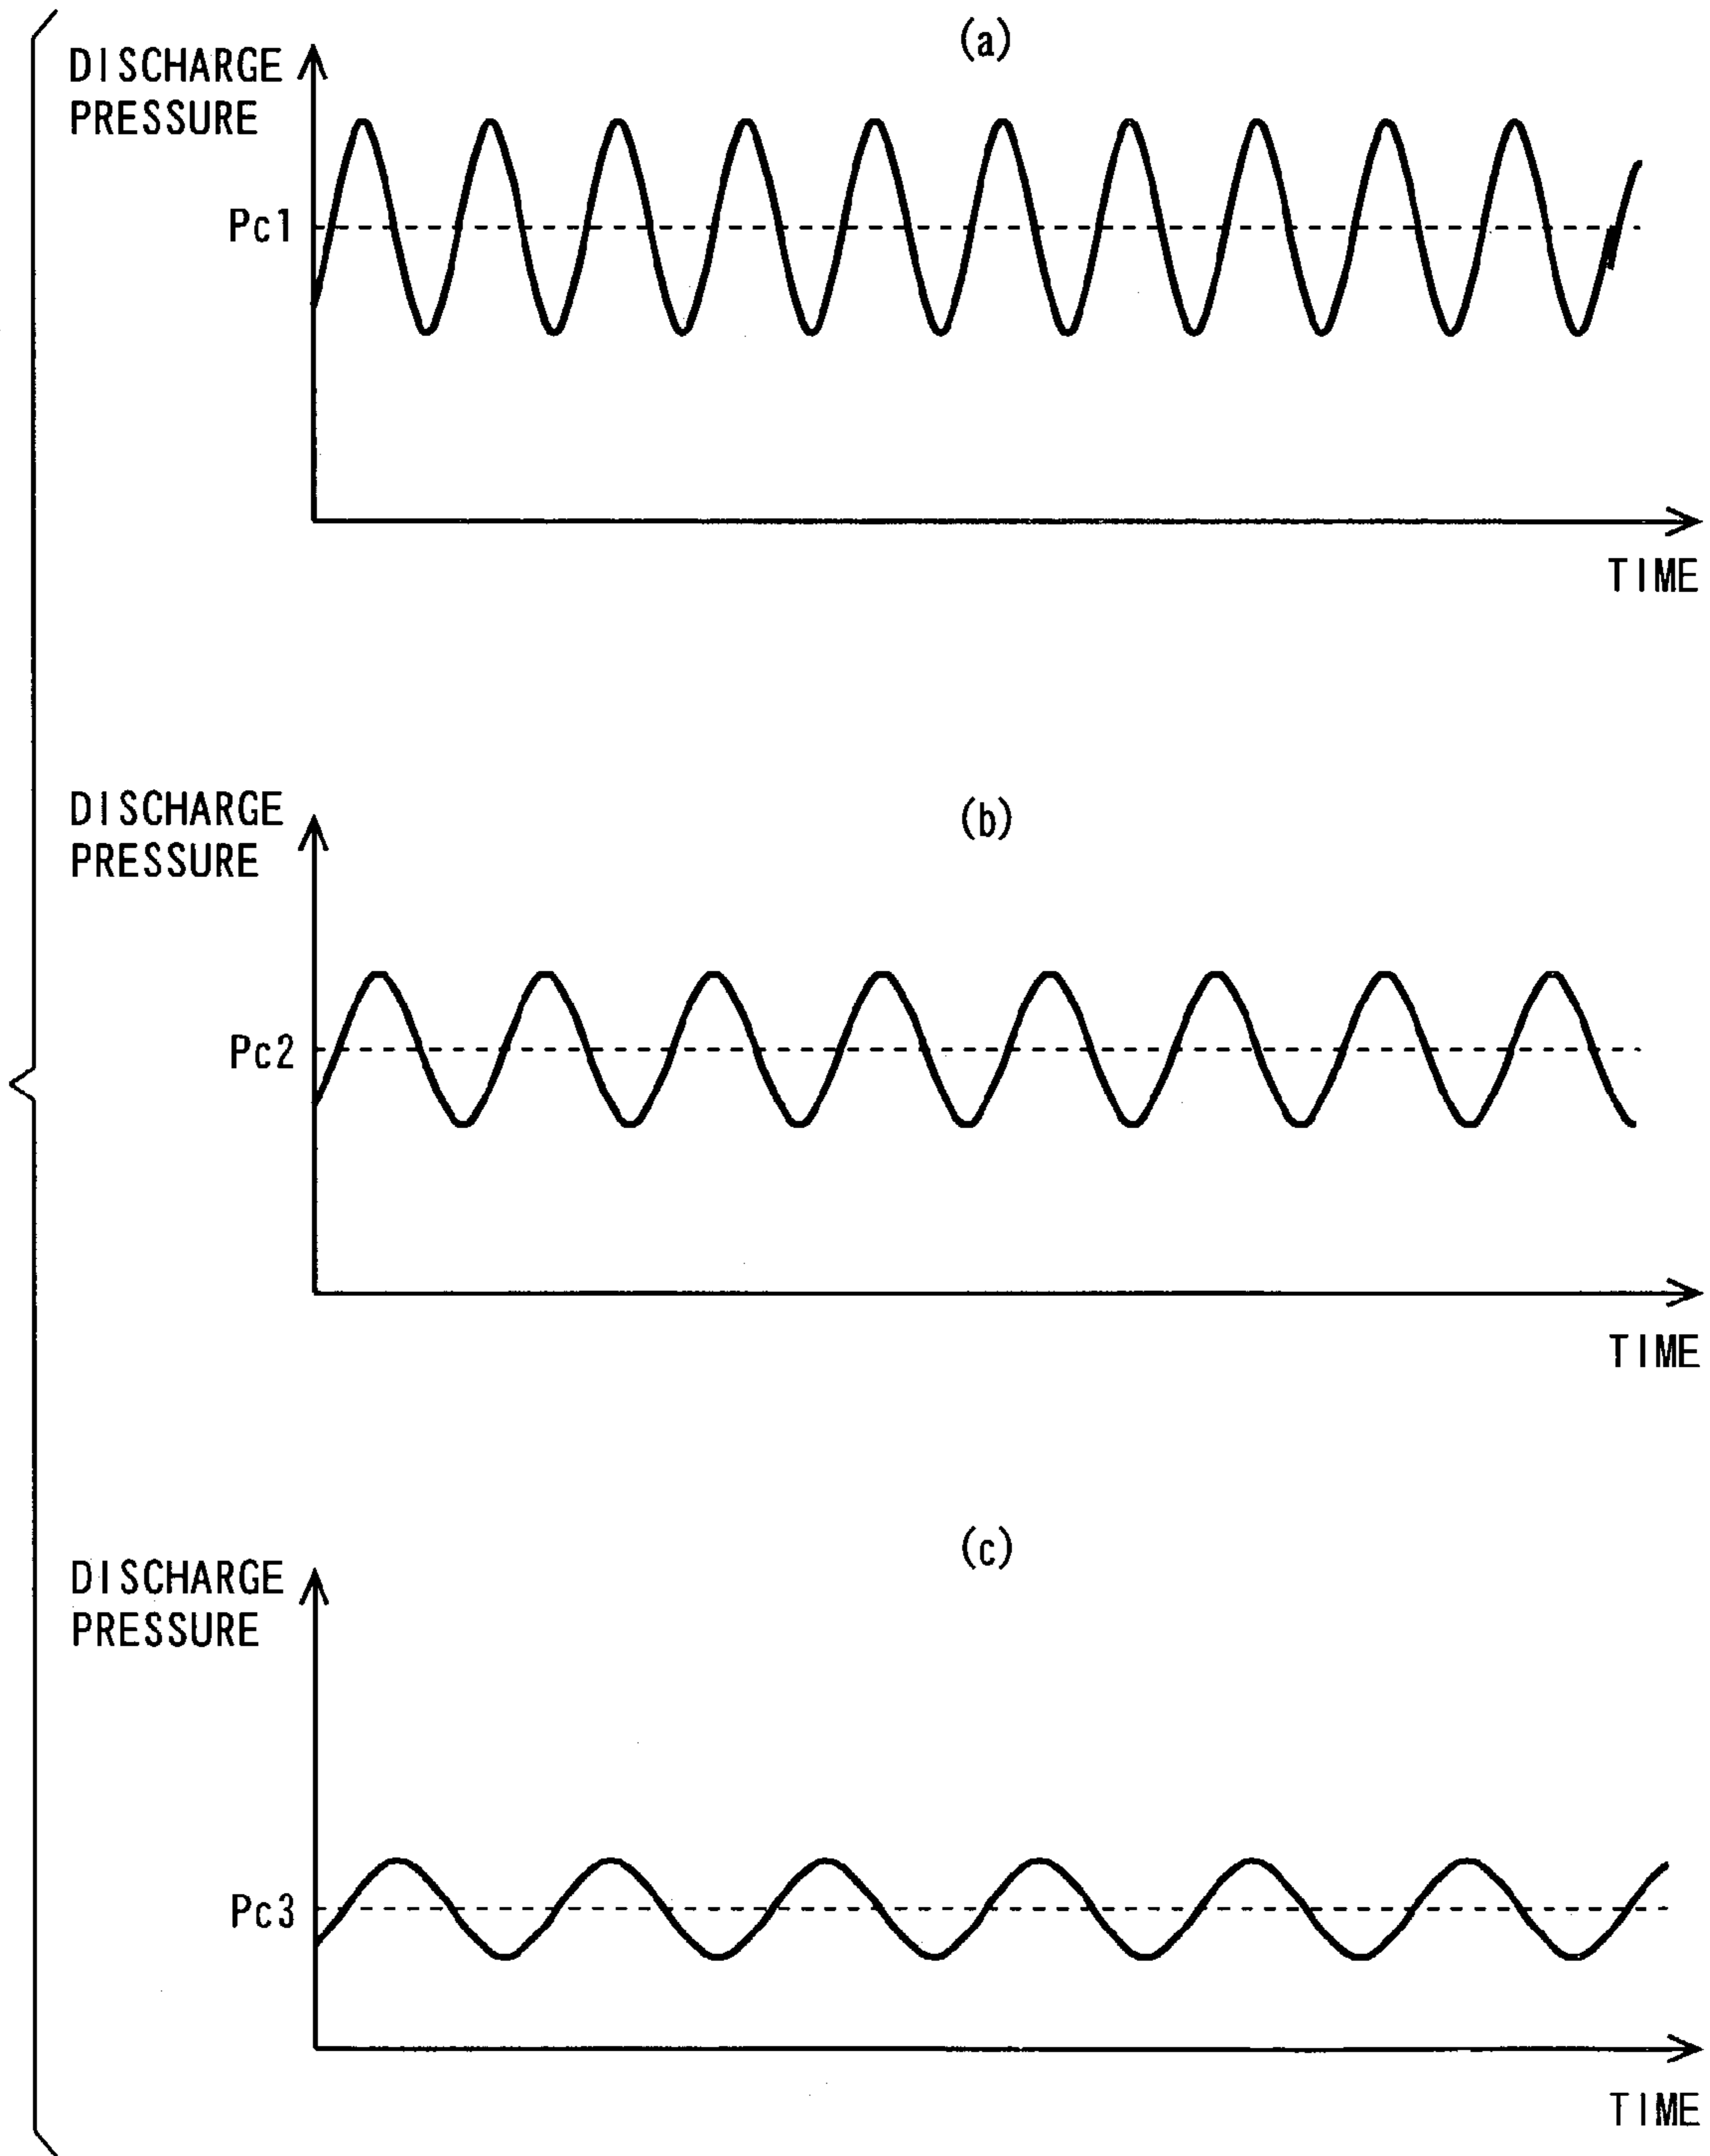 (a)
DISCHARGE
PRESSURE
Pc1
TIME
(b)
DISCHARGE
PRESSURE
Pc2
TIME
(c)
DISCHARGE
PRESSURE
Pc3
TIME